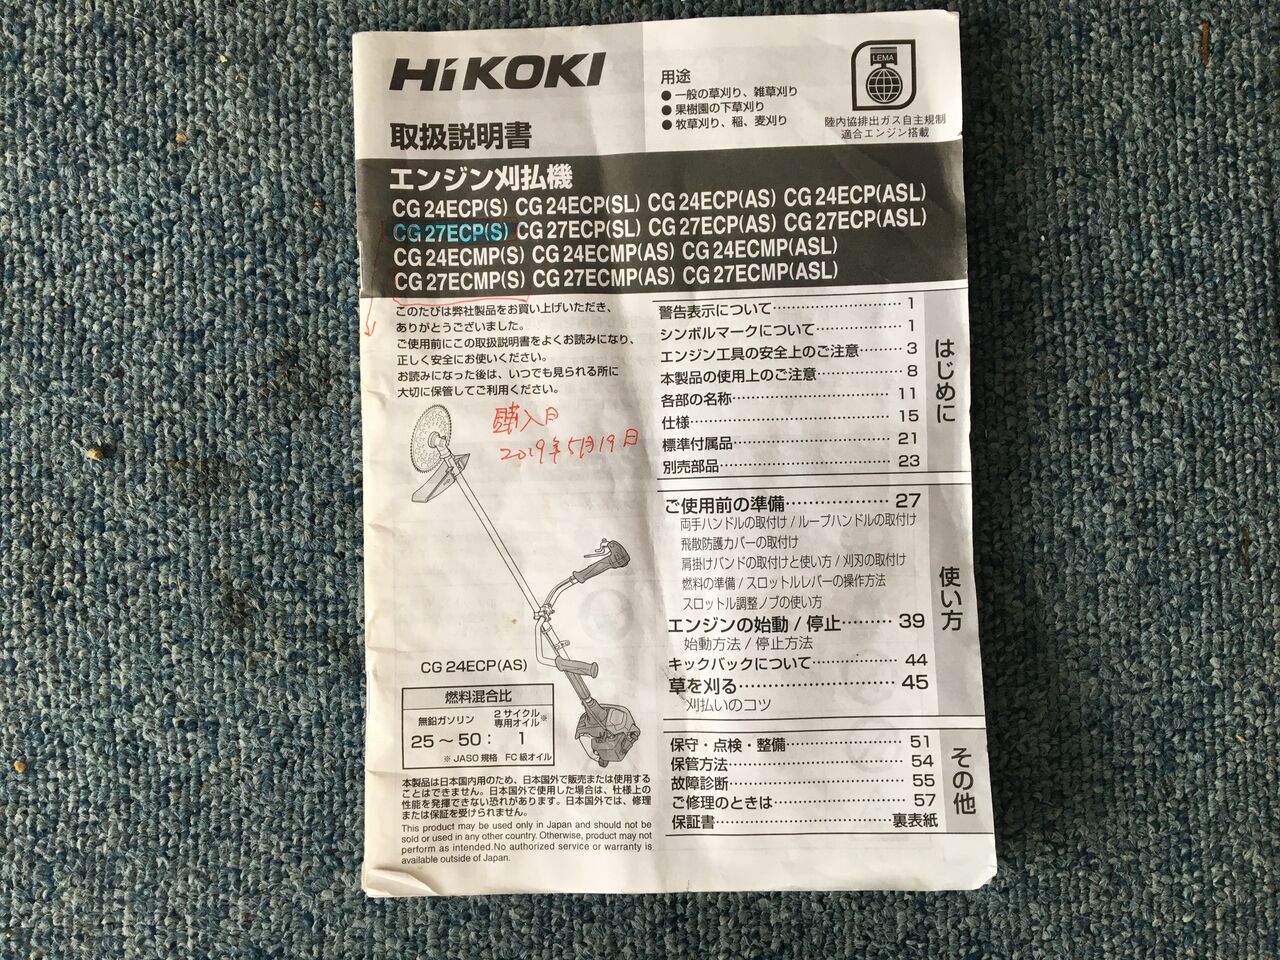 HiKOKI
取扱説明書
用途
● 一般の草刈り、雑草刈り
● 果樹園の下草刈り
● 牧草刈り、稲、麦刈り
LEMA
陸内協排出ガス自主規制
適合エンジン搭載
エンジン刈払機
CG 24ECP(S) CG 24ECP(SL) CG 24ECP(AS) CG 24ECP(ASL)
CG 27ECP(S) CG 27ECP(SL) CG 27ECP(AS) CG 27ECP(ASL)
CG 24ECMP(S) CG 24ECMP(AS) CG 24ECMP(ASL)
CG 27ECMP(S) CG 27ECMP(AS) CG 27ECMP(ASL)
このたびは弊社製品をお買い上げいただき、
ありがとうございました。
ご使用前にこの取扱説明書をよくお読みになり、
正しく安全にお使いください。
お読みになった後は、いつでも見られる所に
大切に保管してご利用ください。
購入日
2019年5月19日
CG 24ECP(AS)
燃料混合比
無鉛ガソリン 2サイクル専用オイル※
25～50 : 1
※ JASO 規格 FC 級オイル
本製品は日本国内用のため、日本国外で販売または使用する
ことはできません。日本国外で使用した場合は、仕様上の
性能を発揮できない恐れがあります。日本国外では、修理
または保証を受けられません。
This product may be used only in Japan and should not be
sold or used in any other country. Otherwise, product may not
perform as intended.No authorized service or warranty is
available outside of Japan.
はじめに
警告表示について 1
シンボルマークについて 1
エンジン工具の安全上のご注意 3
本製品の使用上のご注意 8
各部の名称 11
仕様 15
標準付属品 21
別売部品 23
使い方
ご使用前の準備 27
両手ハンドルの取付け / ループハンドルの取付け
飛散防護カバーの取付け
肩掛けバンドの取付けと使い方 / 刈刃の取付け
燃料の準備 / スロットルレバーの操作方法
スロットル調整ノブの使い方
エンジンの始動 / 停止 39
始動方法 / 停止方法
キックバックについて 44
草を刈る 45
刈払いのコツ
その他
保守・点検・整備 51
保管方法 54
故障診断 55
ご修理のときは 57
保証書 裏表紙